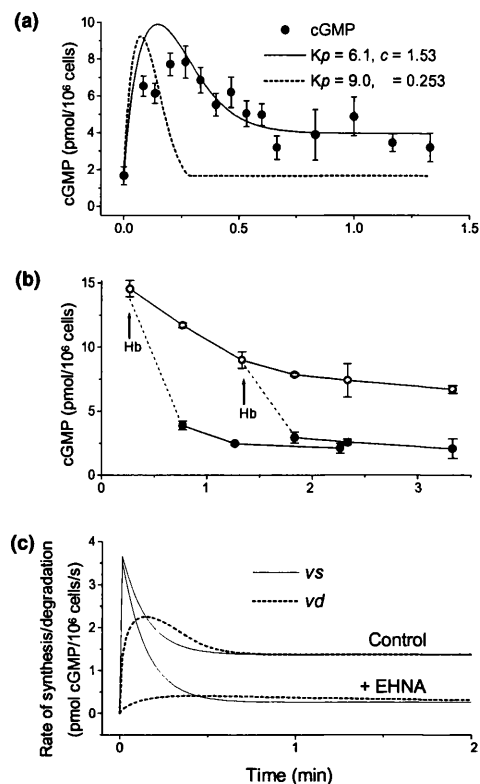 (a)
cGMP (pmol/10⁶ cells)
10
8
6
4
2
0
cGMP
Kp = 6.1, c = 1.53
Kp = 9.0, = 0.253
0.0
0.5
1.0
1.5
(b)
cGMP (pmol/10⁶ cells)
15
10
5
0
Hb
Hb
0
1
2
3
(c)
Rate of synthesis/degradation
(pmol cGMP/10⁶ cells/s)
4
3
2
1
0
vs
vd
Control
+ EHNA
0
1
2
Time (min)